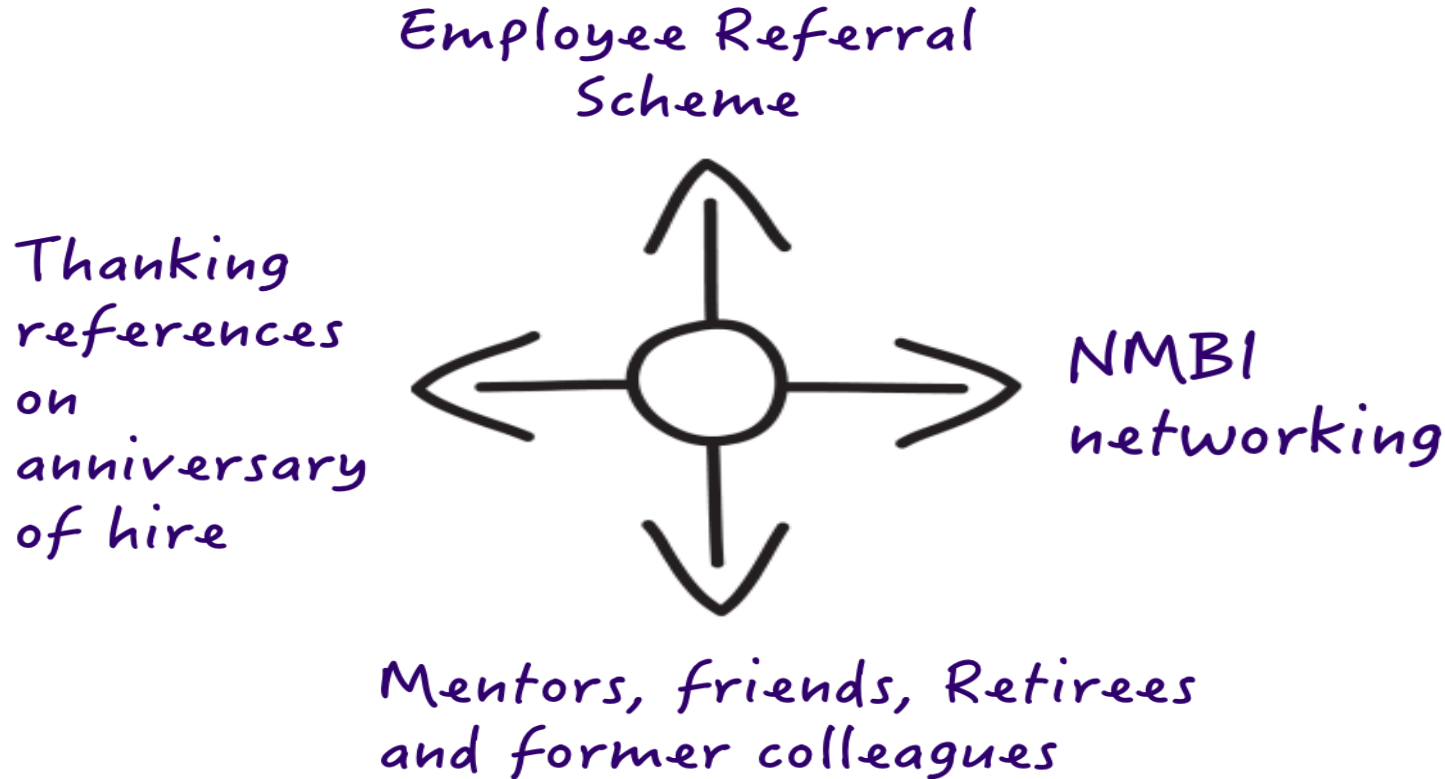 Employee Referral
Scheme
Thanking
references
on
anniversary
of hire
NMBI
networking
Mentors, friends, Retirees
and former colleagues